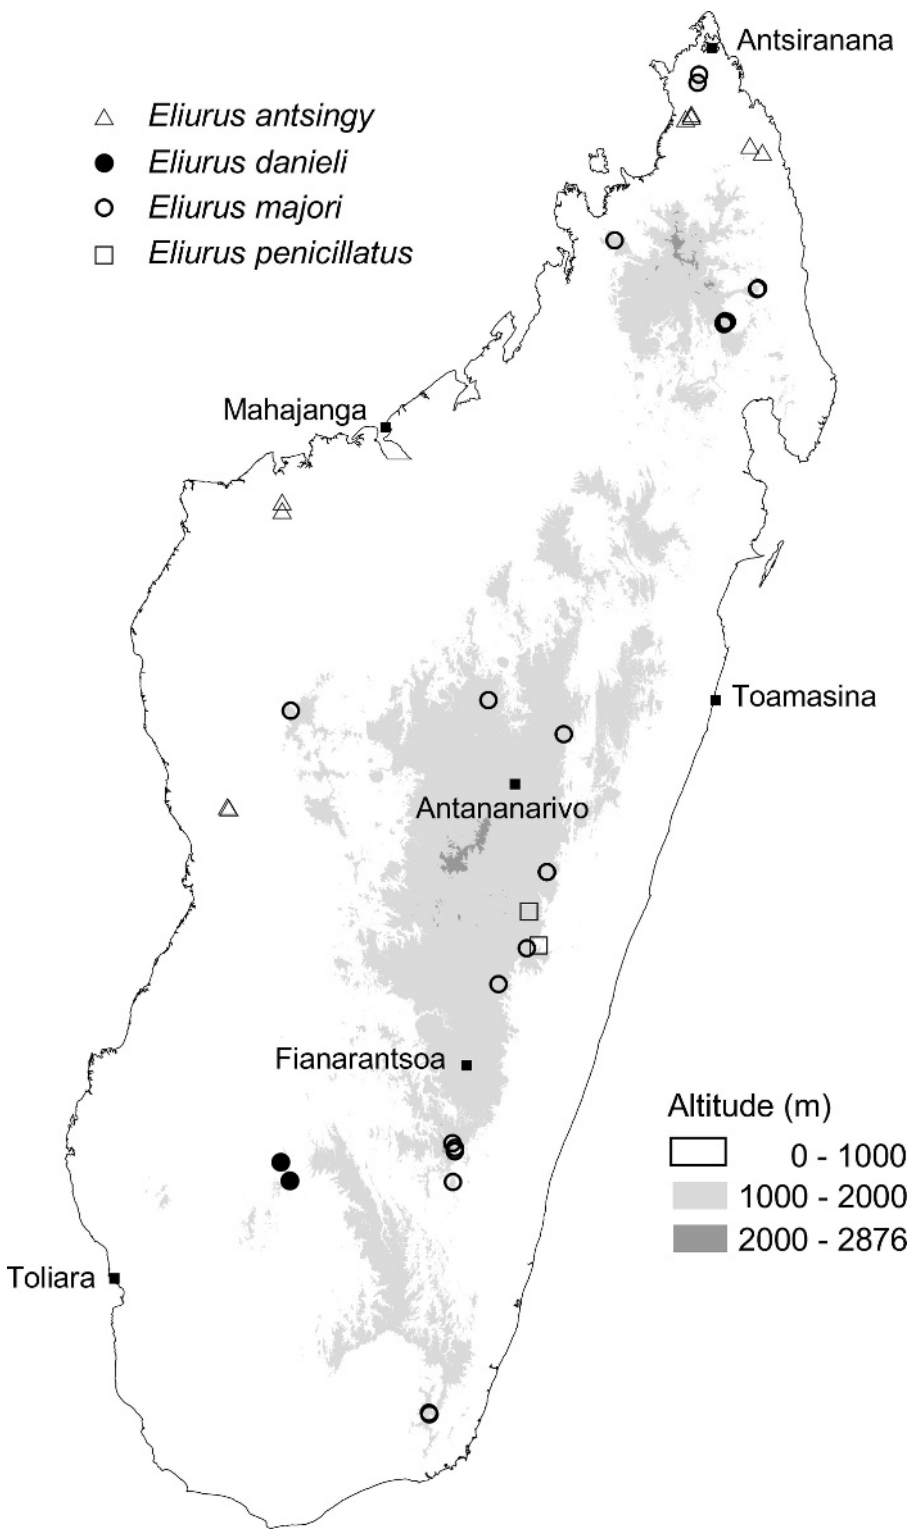 Antsiranana
Eliurus antsingy
Eliurus danieli
Eliurus majori
Eliurus penicillatus
Mahajanga
Toamasina
Antananarivo
Fianarantsoa
Altitude (m)
0 - 1000
1000 - 2000
2000 - 2876
Toliara